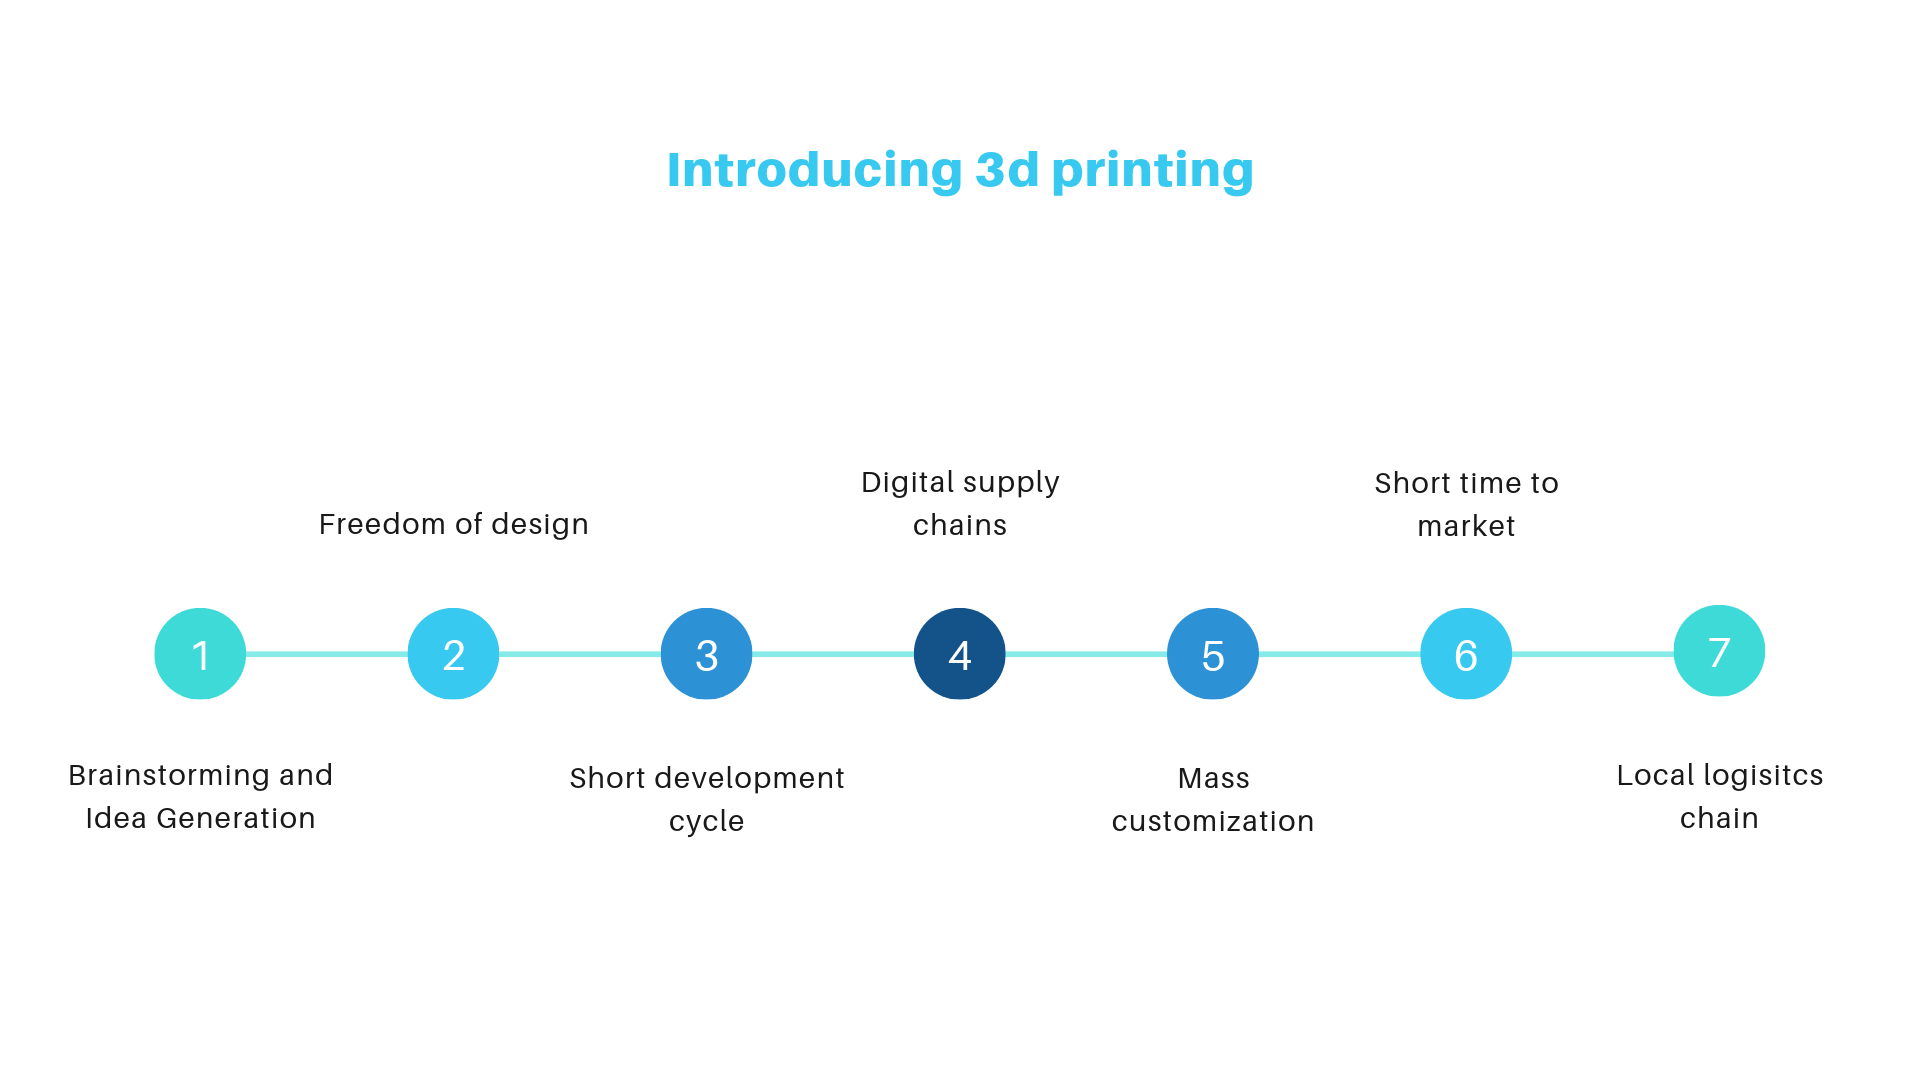 Introducing 3d printing
Digital supply
chains
Short time to
market
Freedom of design
1
2
3
4
5
6
7
Brainstorming and
Idea Generation
Short development
cycle
Mass
customization
Local logisitcs
chain